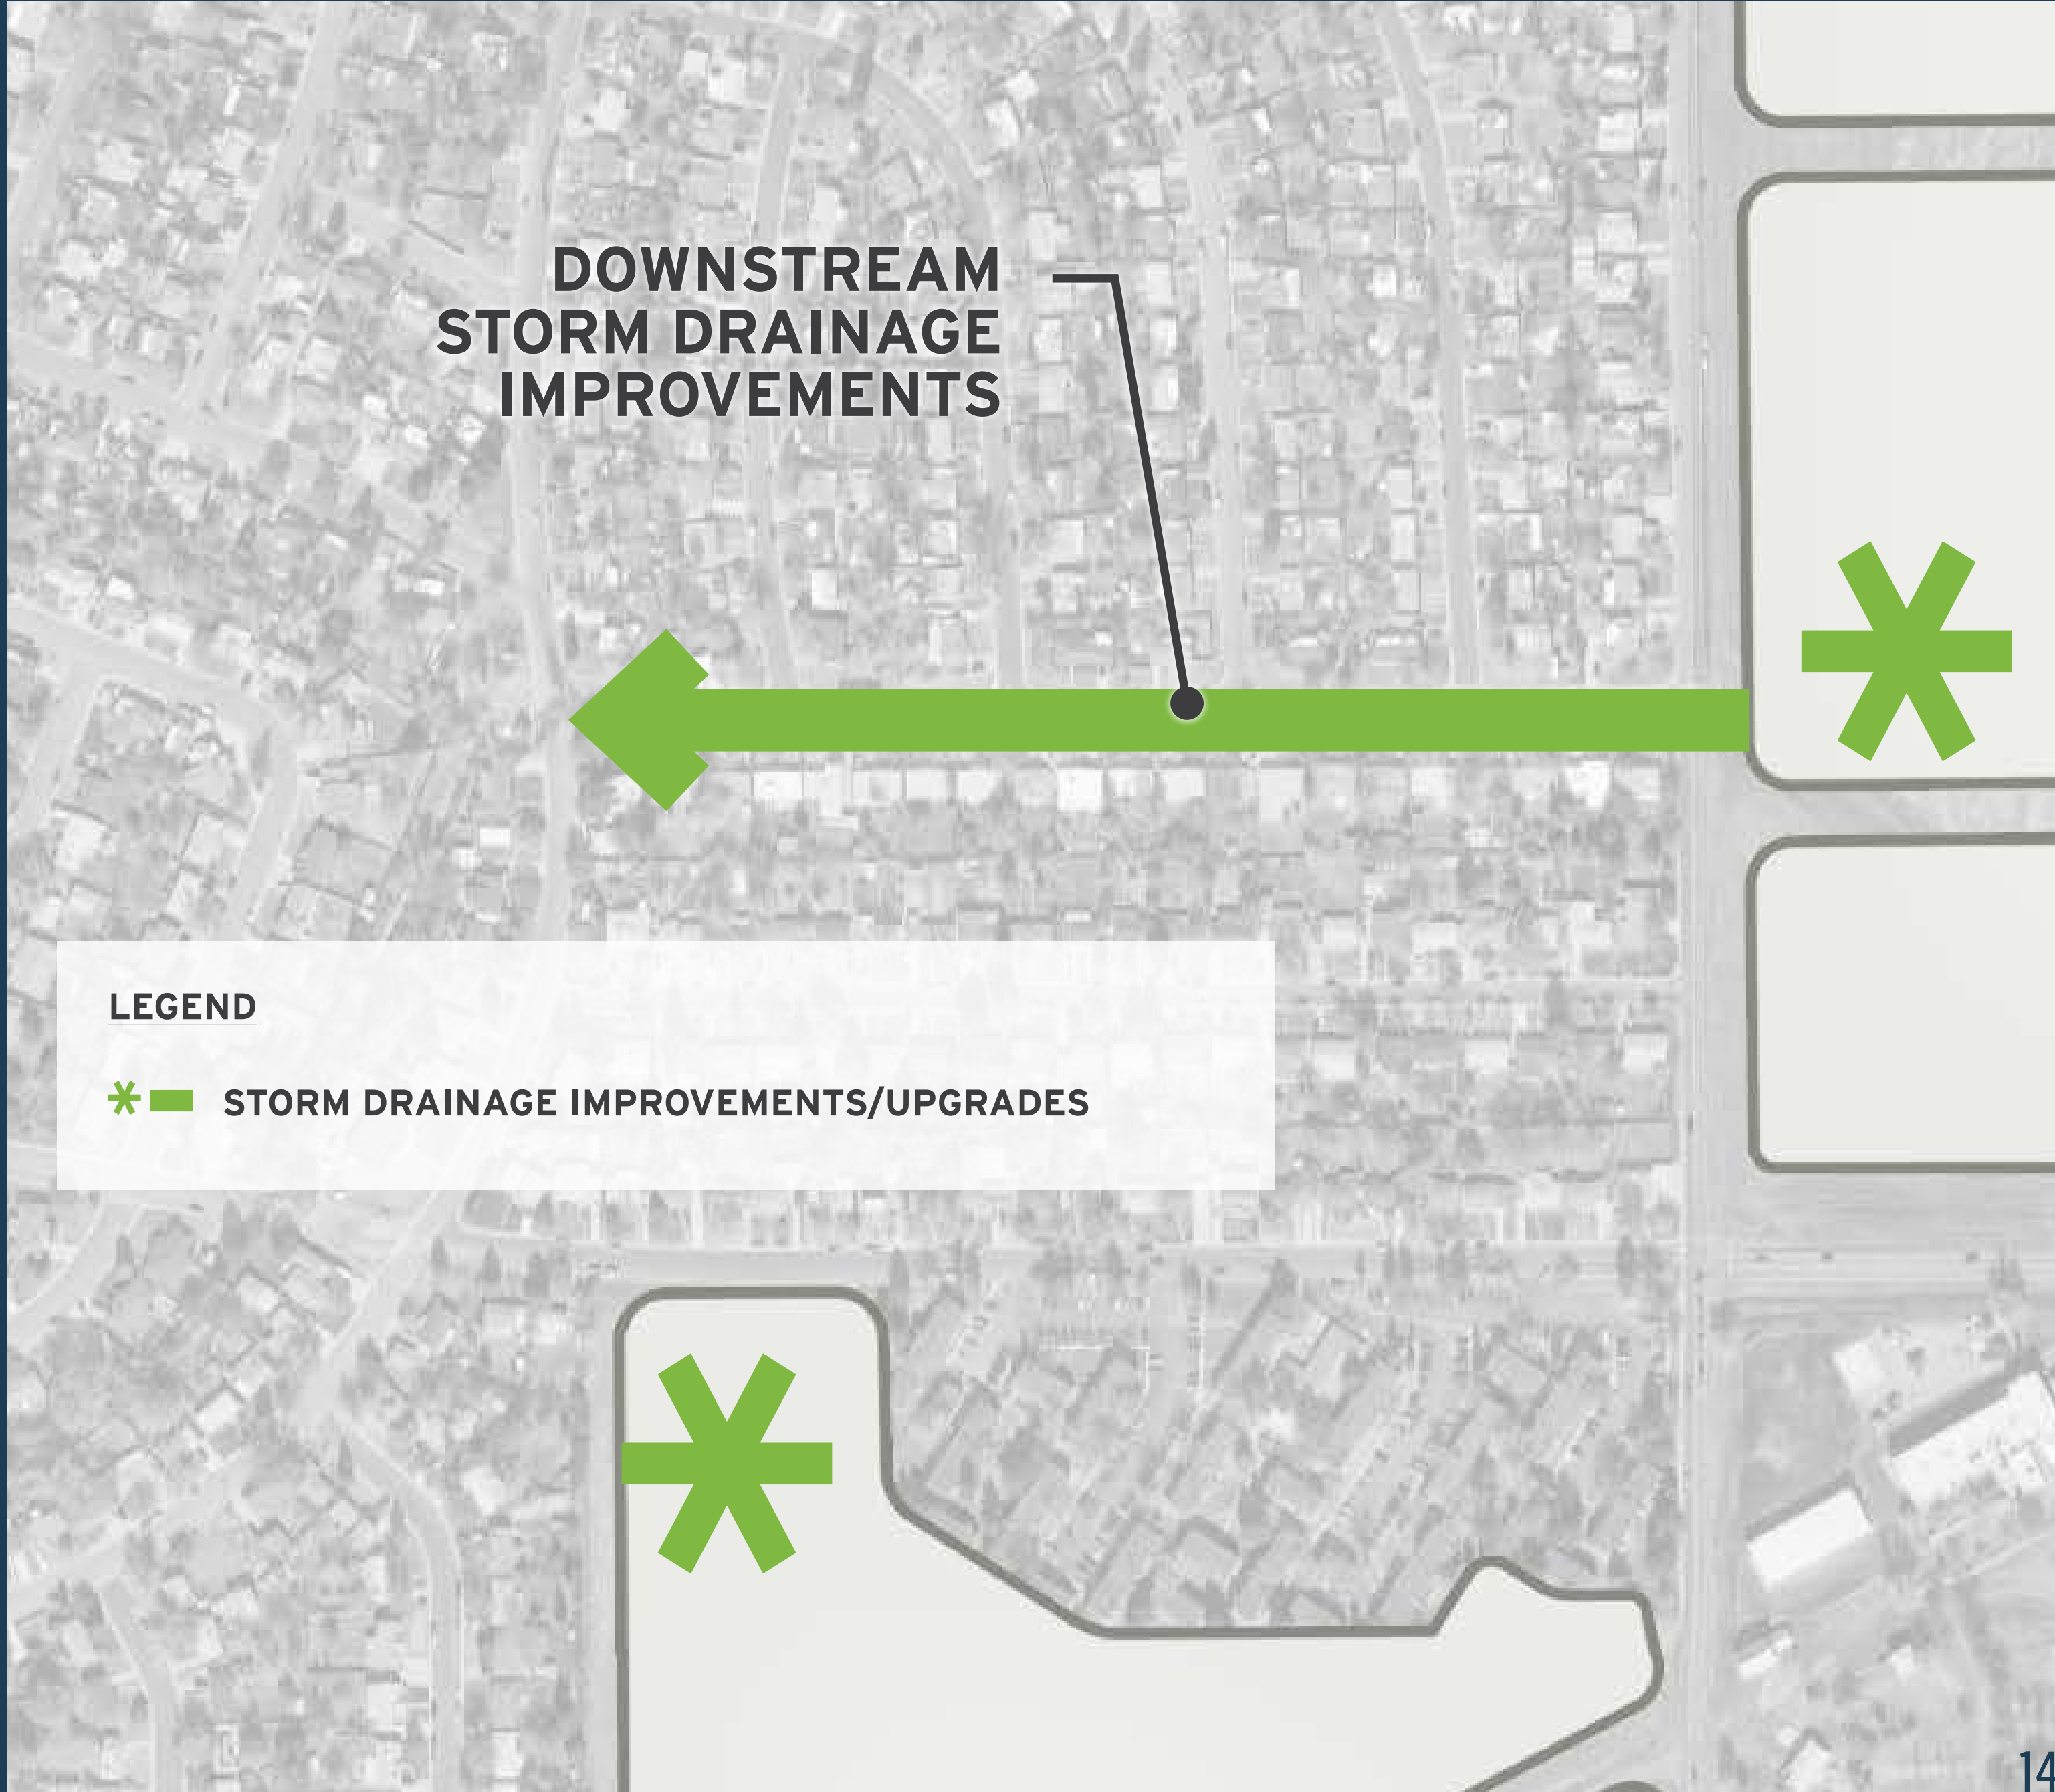 DOWNSTREAM
STORM DRAINAGE
IMPROVEMENTS
LEGEND
STORM DRAINAGE IMPROVEMENTS/UPGRADES
14